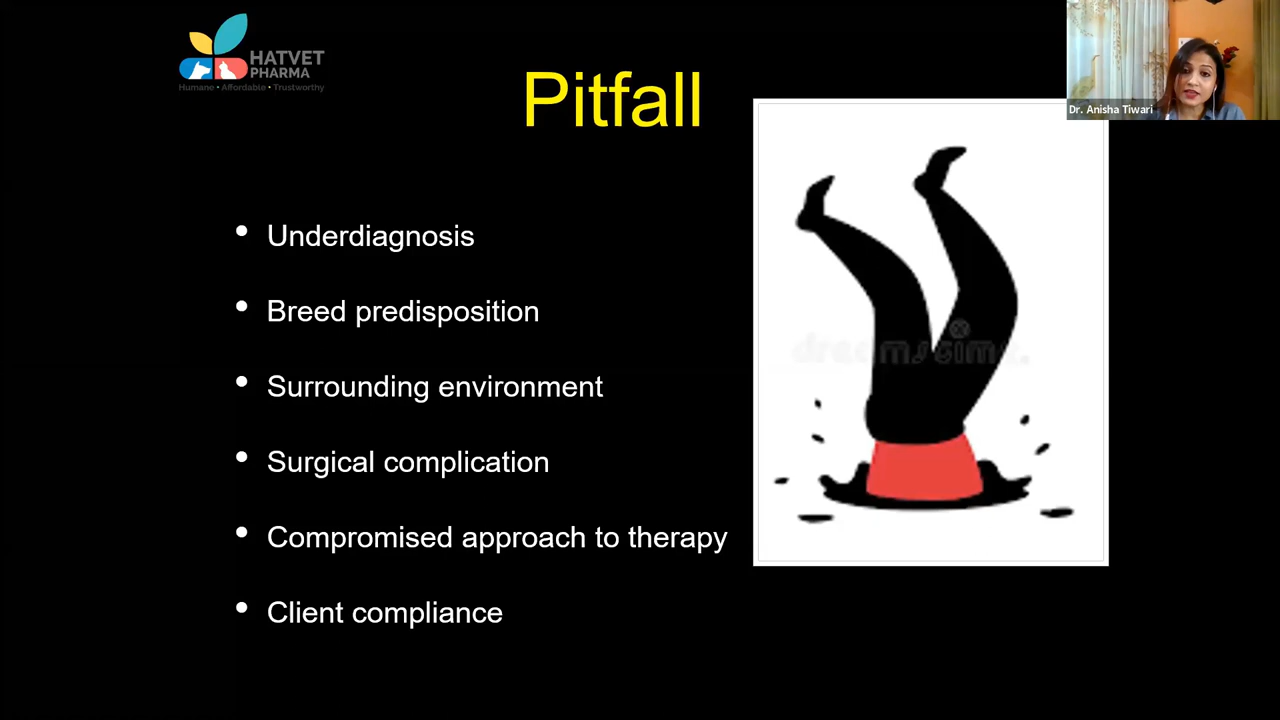 HATVET
PHARMA
Humane • Affordable • Trustworthy
Pitfall
Dr. Anisha Tiwari
• Underdiagnosis
• Breed predisposition
• Surrounding environment
• Surgical complication
• Compromised approach to therapy
• Client compliance
dreamstime.